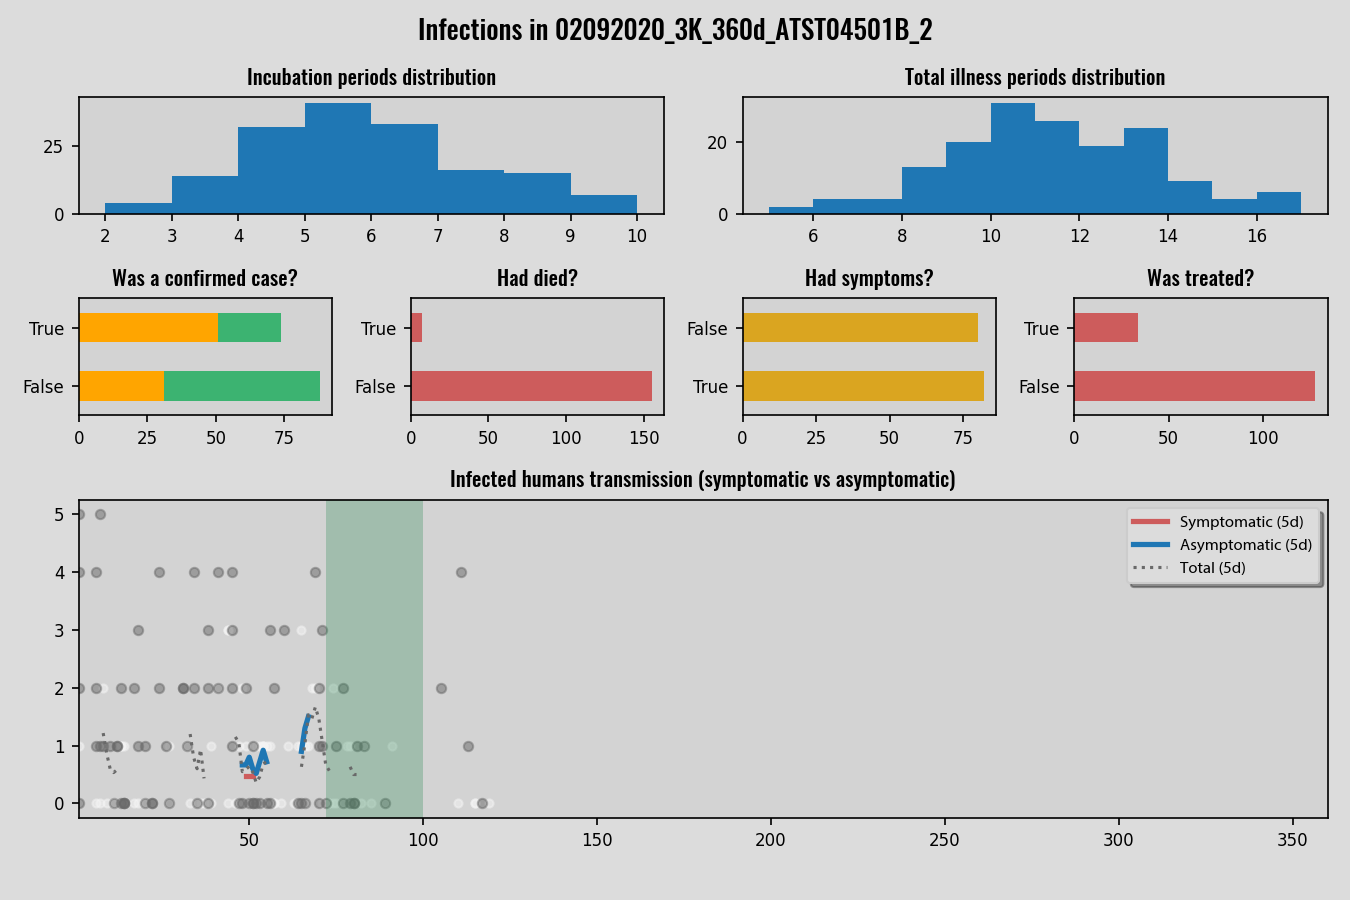 Infections in 02092020_3K_360d_ATST04501B_2
Incubation periods distribution
Total illness periods distribution
25
0
2 3 4 5 6 7 8 9 10
20
0
6 8 10 12 14 16
Was a confirmed case?
Had died?
Had symptoms?
Was treated?
True
False
0 25 50 75
True
False
0 50 100 150
False
True
0 25 50 75
True
False
0 50 100
Infected humans transmission (symptomatic vs asymptomatic)
5
4
3
2
1
0
Symptomatic (5d)
Asymptomatic (5d)
Total (5d)
50 100 150 200 250 300 350